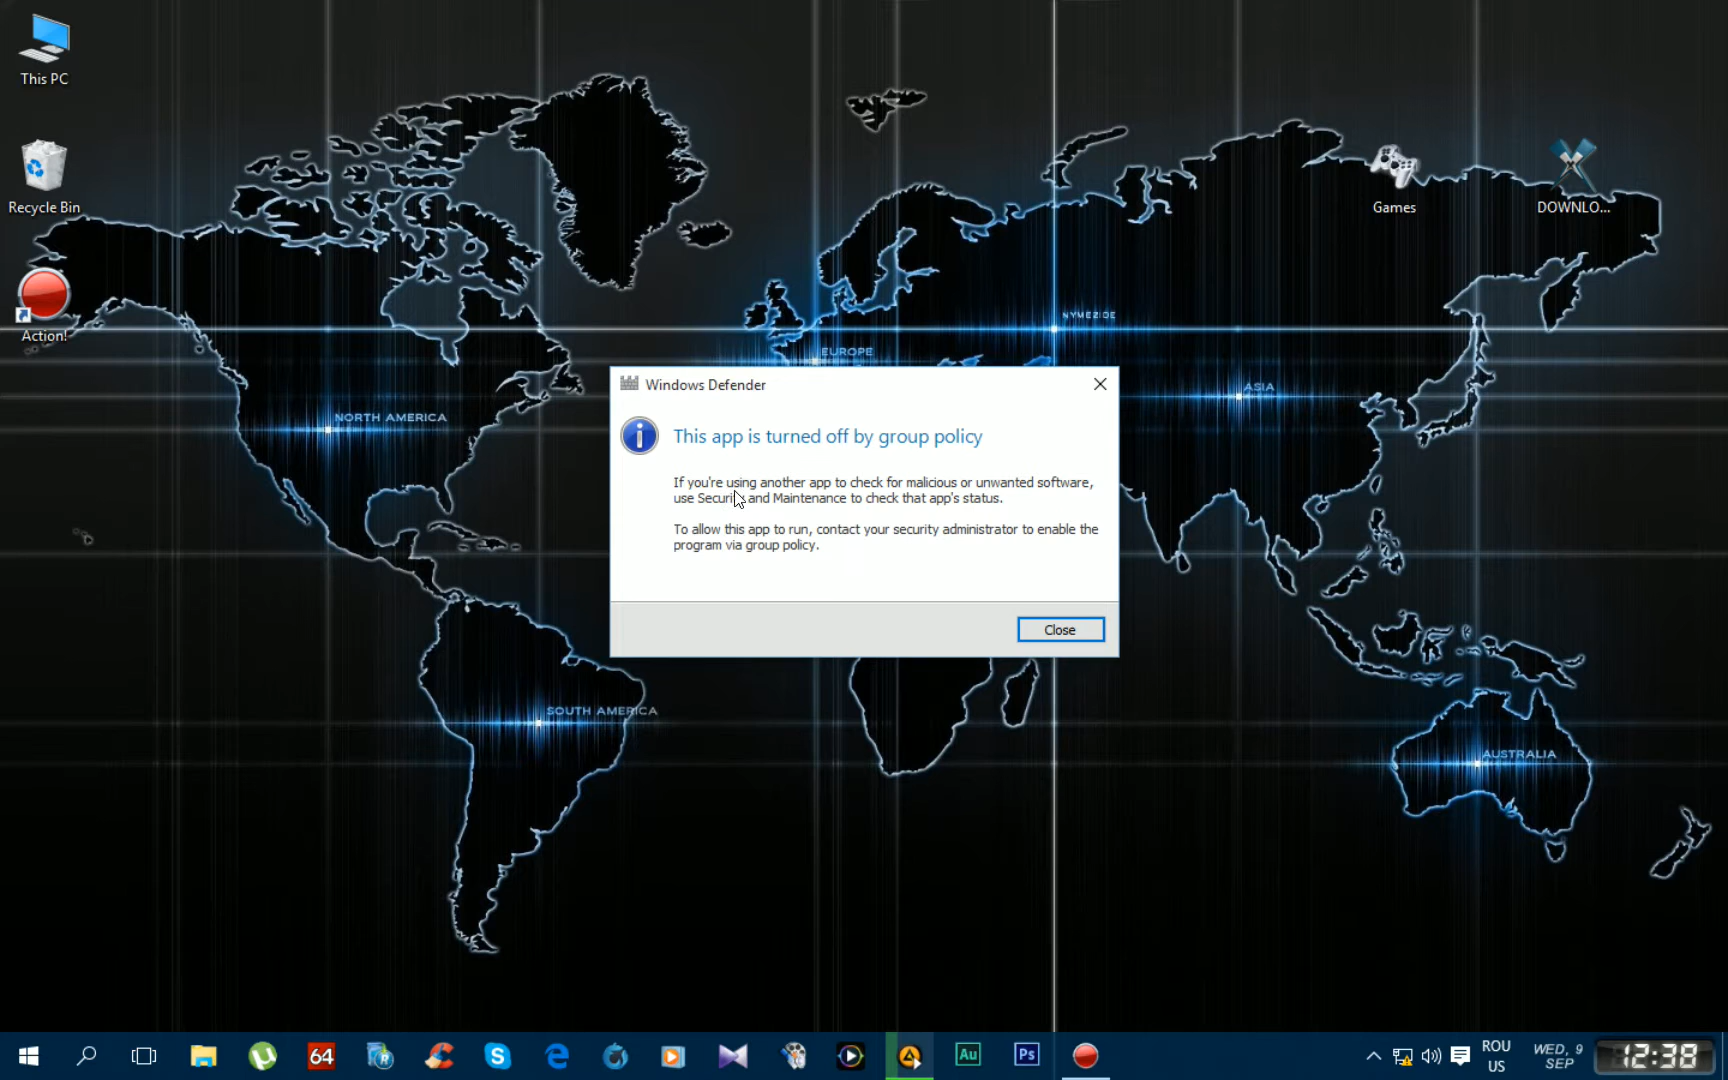 This PC
Recycle Bin
Action!
Games
DOWNLO...
NYMEZIDE
EUROPE
ASIA
NORTH AMERICA
SOUTH AMERICA
AUSTRALIA
Windows Defender
This app is turned off by group policy
If you're using another app to check for malicious or unwanted software,
use Security and Maintenance to check that app's status.
To allow this app to run, contact your security administrator to enable the
program via group policy.
Close
64
R
S
Au
Ps
ROU
US
WED, 9
SEP
12:38